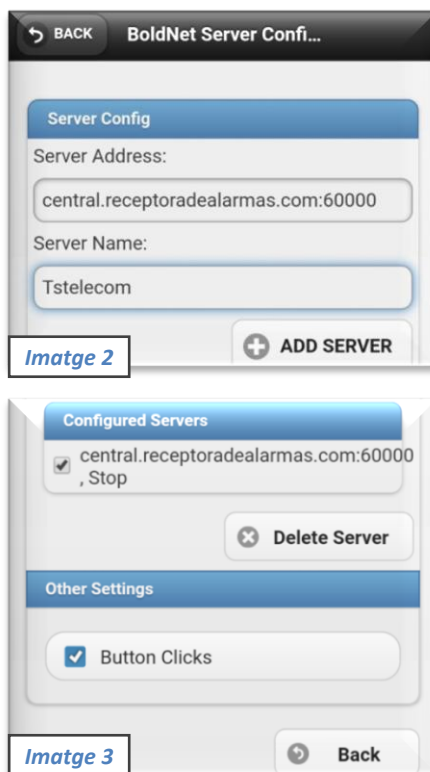 BACK BoldNet Server Confi...
Server Config
Server Address:
central.receptoradealarmas.com:60000
Server Name:
Tstelecom
ADD SERVER
Imatge 2
Configured Servers
central.receptoradealarmas.com:60000
, Stop
Delete Server
Other Settings
Button Clicks
Back
Imatge 3